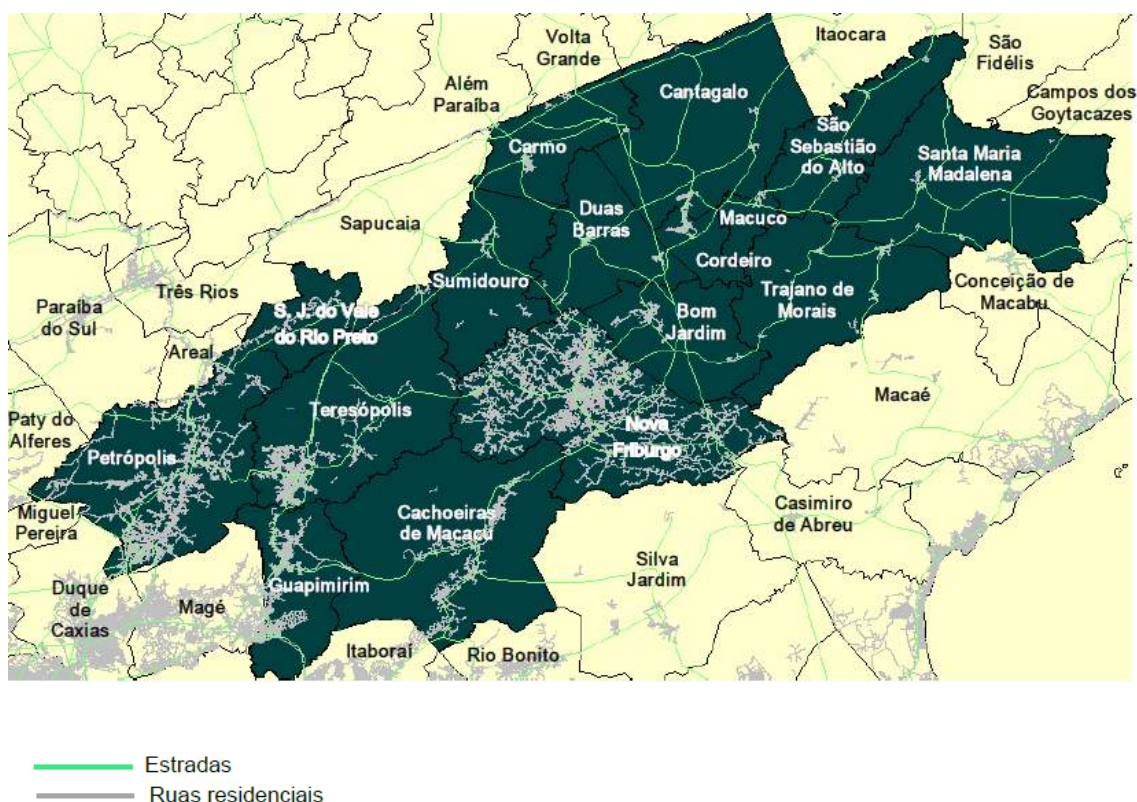 Volta
Grande
Itaocara
São
Fidélis
Além
Paraíba
Cantagalo
Campos dos
Goytacazes
Carmo
São
Sebastião
do Alto
Santa Maria
Madalena
Sapucaia
Duas
Barras
Macuco
Cordeiro
Três Rios
Sumidouro
Trajano de
Morais
Conceição de
Macabu
Paraíba
do Sul
S. J. do Vale
do Rio Preto
Bom
Jardim
Areal
Teresópolis
Macaé
Paty do
Alferes
Nova
Friburgo
Petrópolis
Miguel
Pereira
Cachoeiras
de Macacu
Casimiro
de Abreu
Silva
Jardim
Duque
de
Caxias
Magé
Guapimirim
Itaboraí
Rio Bonito
Estradas
Ruas residenciais